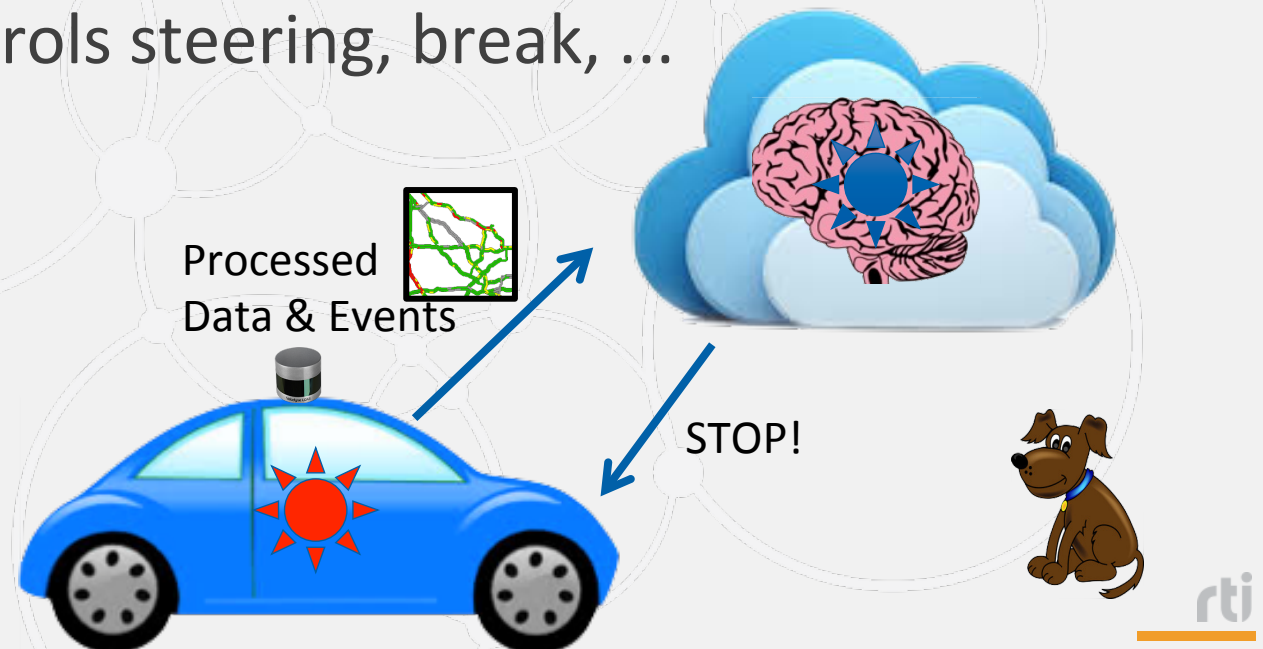 rols steering, break, ...
Processed
Data & Events
STOP!
rti